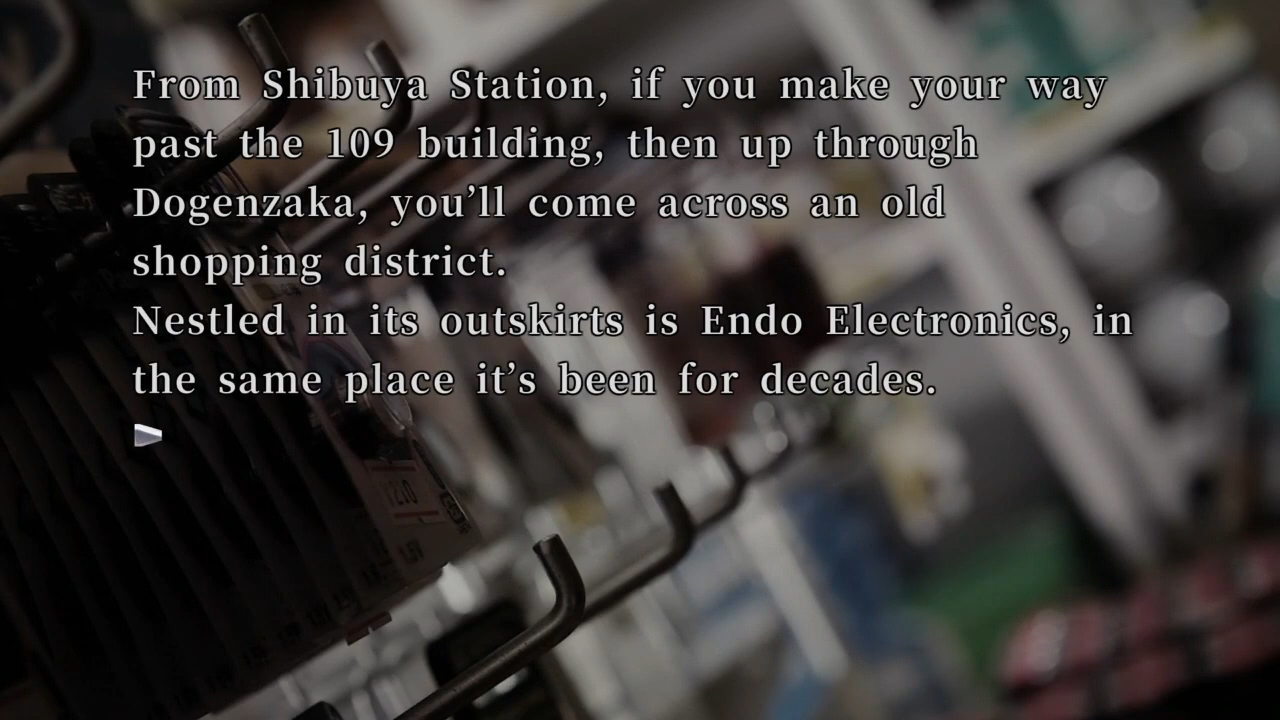 From Shibuya Station, if you make your way
past the 109 building, then up through
Dogenzaka, you’ll come across an old
shopping district.
Nestled in its outskirts is Endo Electronics, in
the same place it’s been for decades.